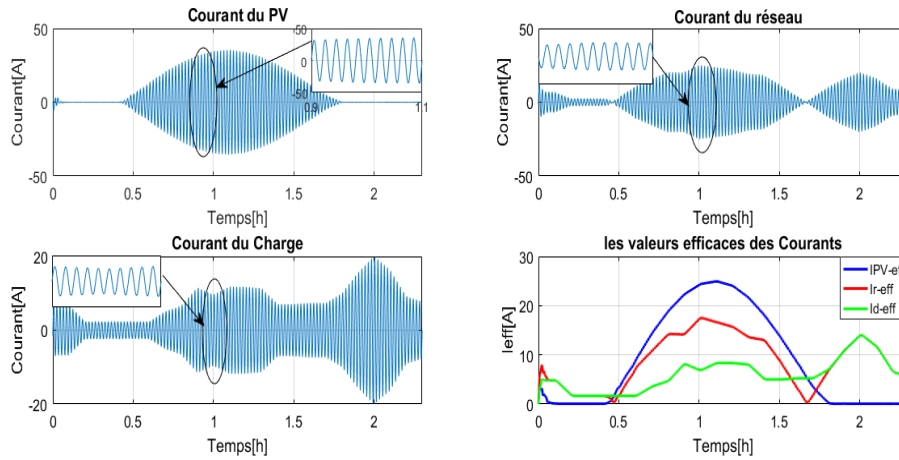 Courant du PV
50
0
-50
Courant[A]
50
0
-50
0.9
1.1
0
0.5
1
1.5
2
Temps[h]
Courant du réseau
50
0
-50
Courant[A]
0
0.5
1
1.5
2
Temps[h]
Courant du Charge
20
0
-20
Courant[A]
0
0.5
1
1.5
2
Temps[h]
les valeurs efficaces des Courants
30
20
10
0
Ieff[A]
IPV-ef
Ir-eff
Id-eff
0
0.5
1
1.5
2
Temps[h]